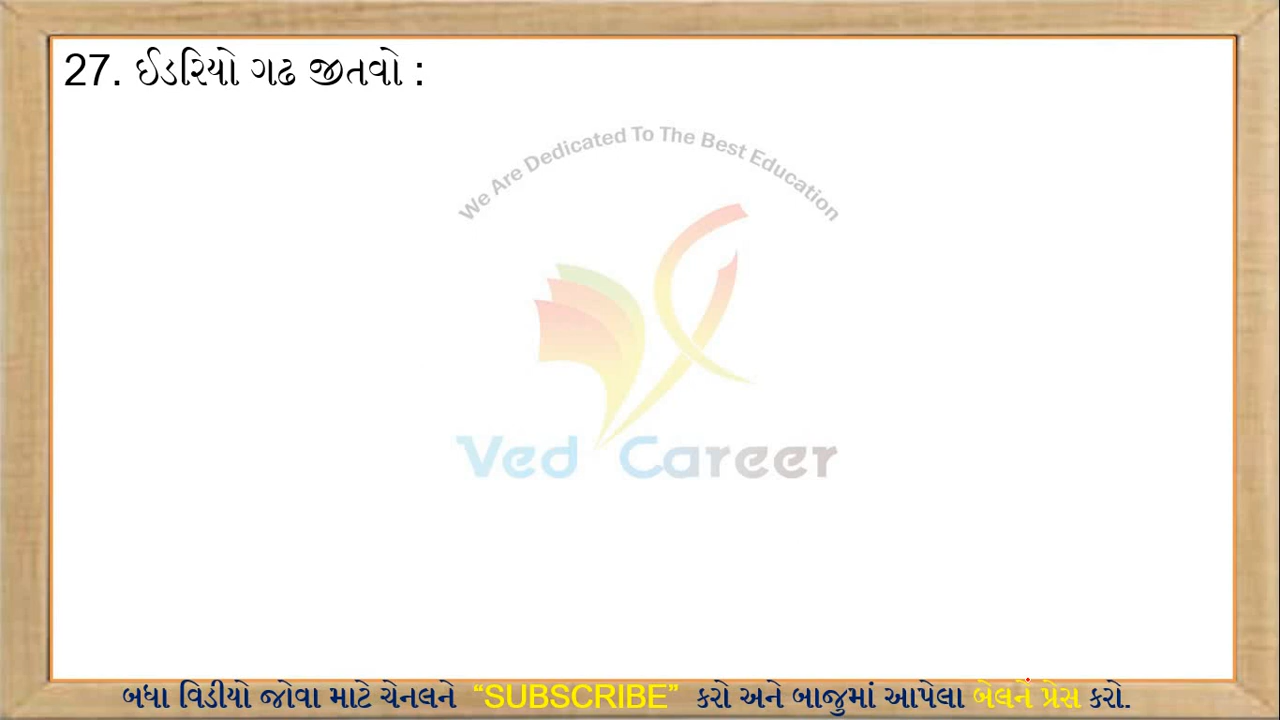 27. ઈડરિયો ગઢ જીતવો :
We Are Dedicated To The Best Education
Ved Career
બધા વિડીયો જોવા માટે ચેનલને “SUBSCRIBE” કરો અને બાજુમાં આપેલા બેલનેં પ્રેસ કરો.